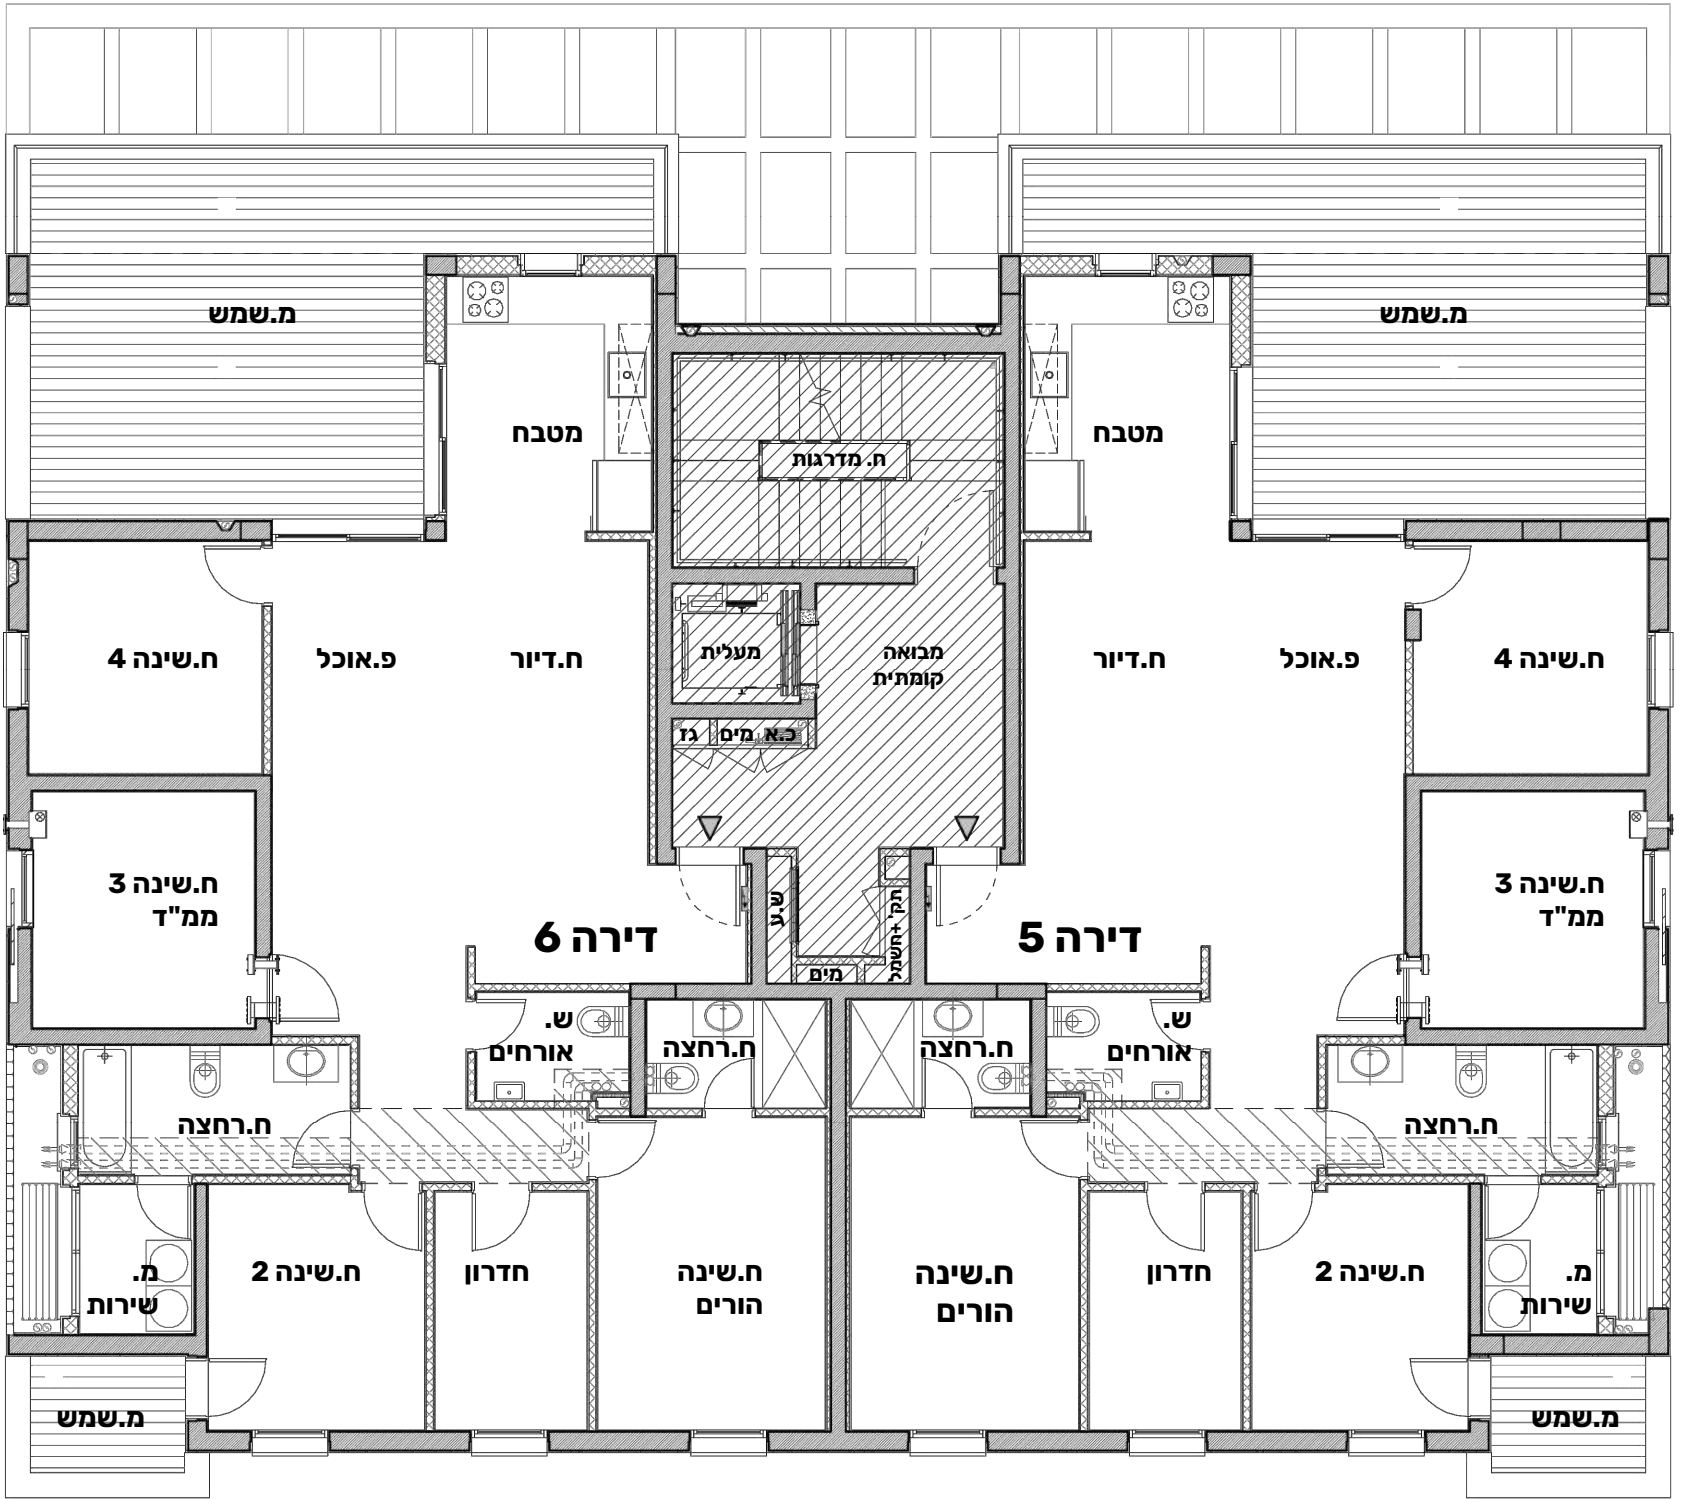 מ.שמש
מ.שמש
מטבח
מטבח
ח. מדרגות
ח.שינה 4
פ.אוכל
ח.דיור
מעלית
מבואה
קומתית
ח.דיור
פ.אוכל
ח.שינה 4
גז
מים
כ.א
ח.שינה 3
ממ"ד
ח.שינה 3
ממ"ד
דירה 6
ש.ע
תק' +חשמל
דירה 5
מים
ש.
אורחים
ח.רחצה
ח.רחצה
ש.
אורחים
ח.רחצה
ח.רחצה
מ.
שירות
ח.שינה 2
חדרון
ח.שינה
הורים
ח.שינה
הורים
חדרון
ח.שינה 2
מ.
שירות
מ.שמש
מ.שמש